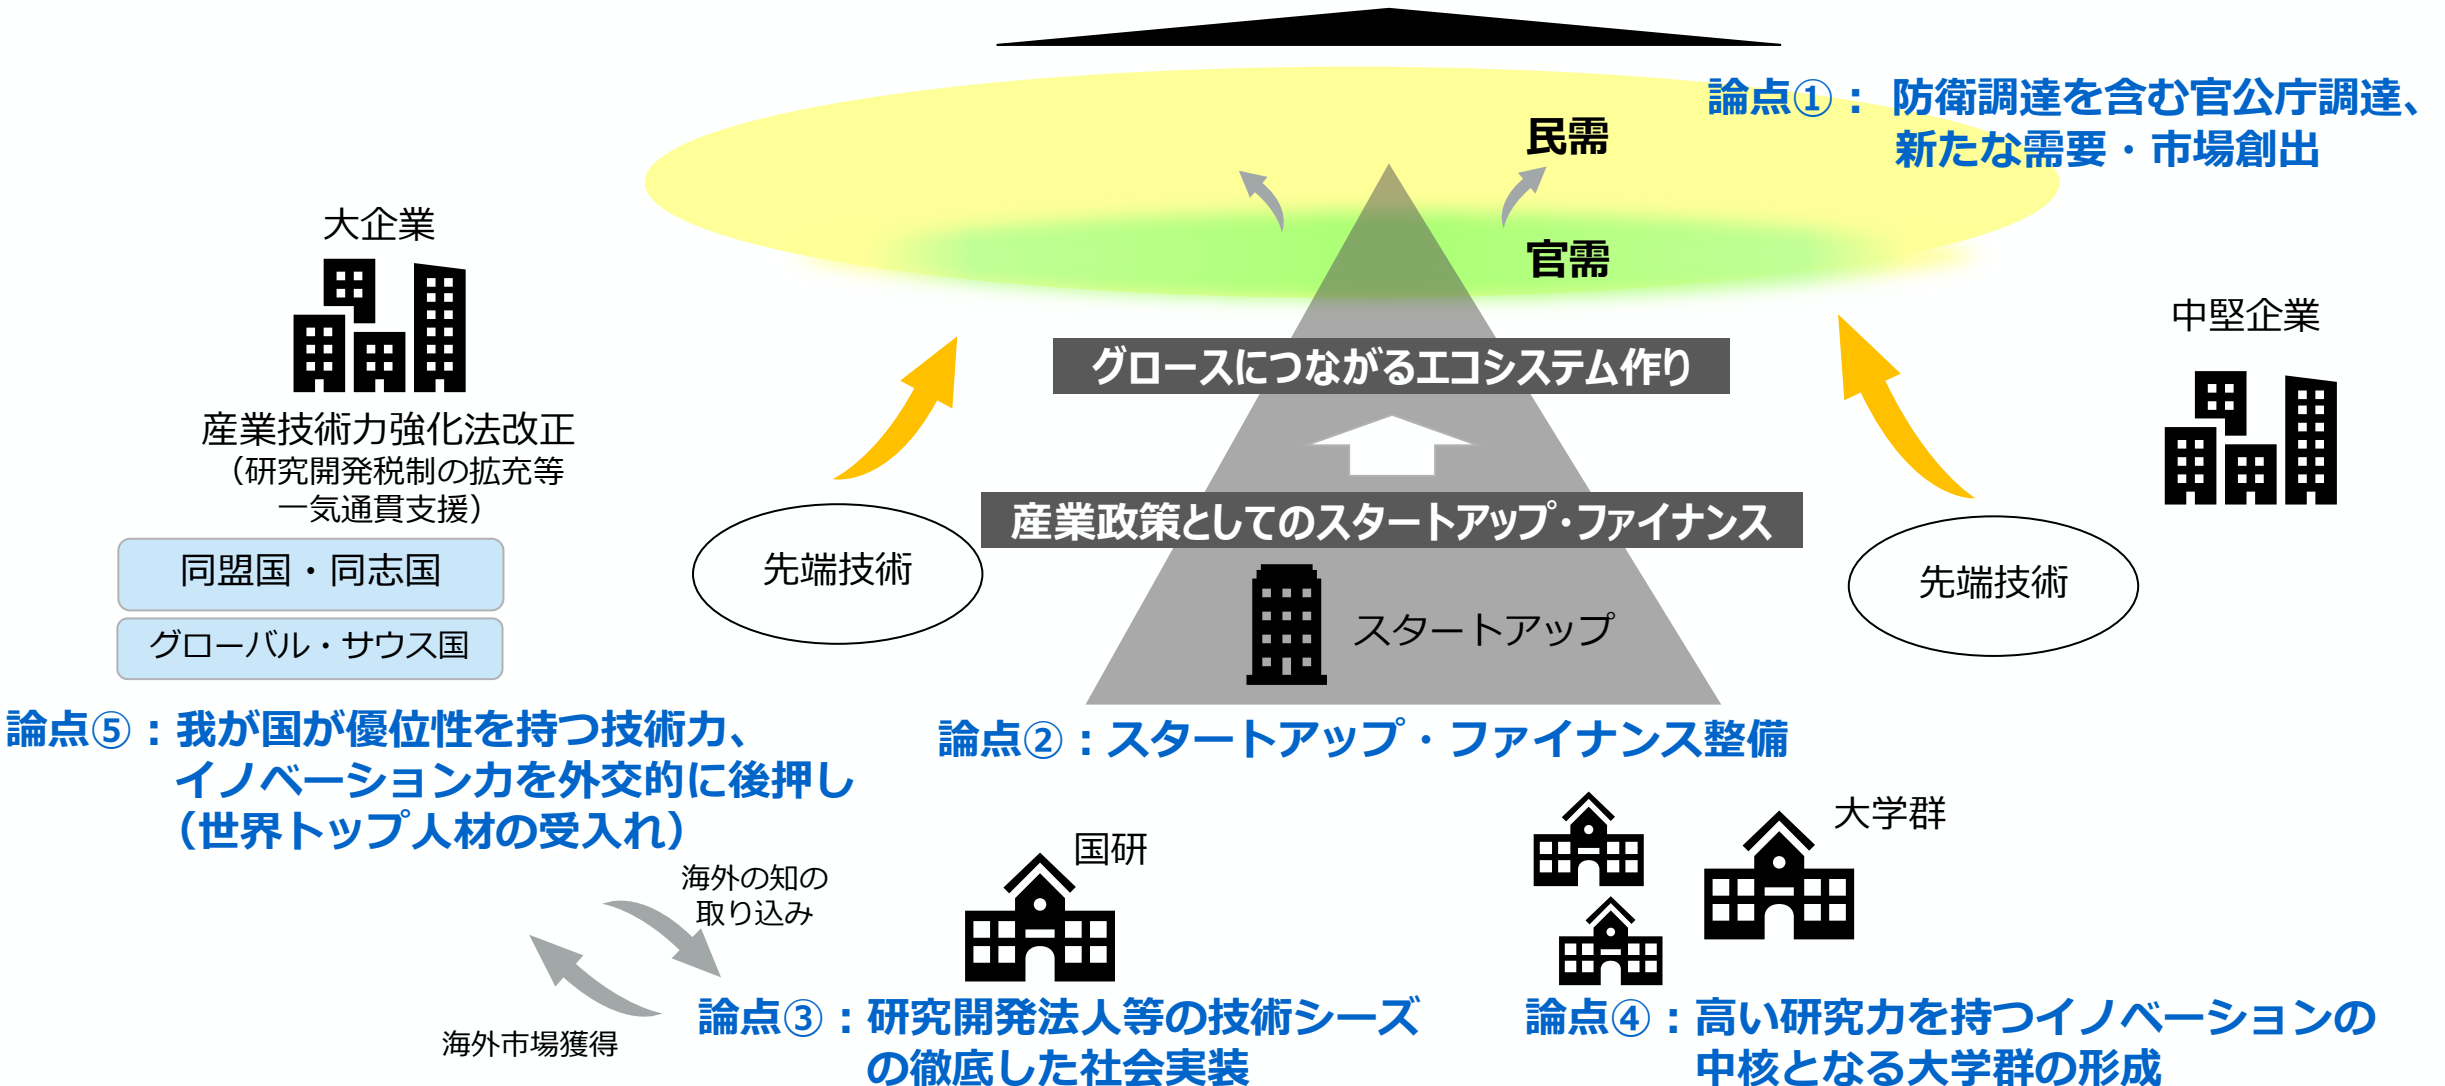 論点①： 防衛調達を含む官公庁調達、
新たな需要・市場創出
民需
官需
大企業
産業技術力強化法改正
（研究開発税制の拡充等
一気通貫支援）
同盟国・同志国
グローバル・サウス国
中堅企業
グロースにつながるエコシステム作り
産業政策としてのスタートアップ・ファイナンス
先端技術
先端技術
スタートアップ
論点⑤：我が国が優位性を持つ技術力、
イノベーション力を外交的に後押し
（世界トップ人材の受入れ）
論点②：スタートアップ・ファイナンス整備
海外の知の
取り込み
海外市場獲得
国研
大学群
論点③：研究開発法人等の技術シーズ
の徹底した社会実装
論点④：高い研究力を持つイノベーションの
中核となる大学群の形成